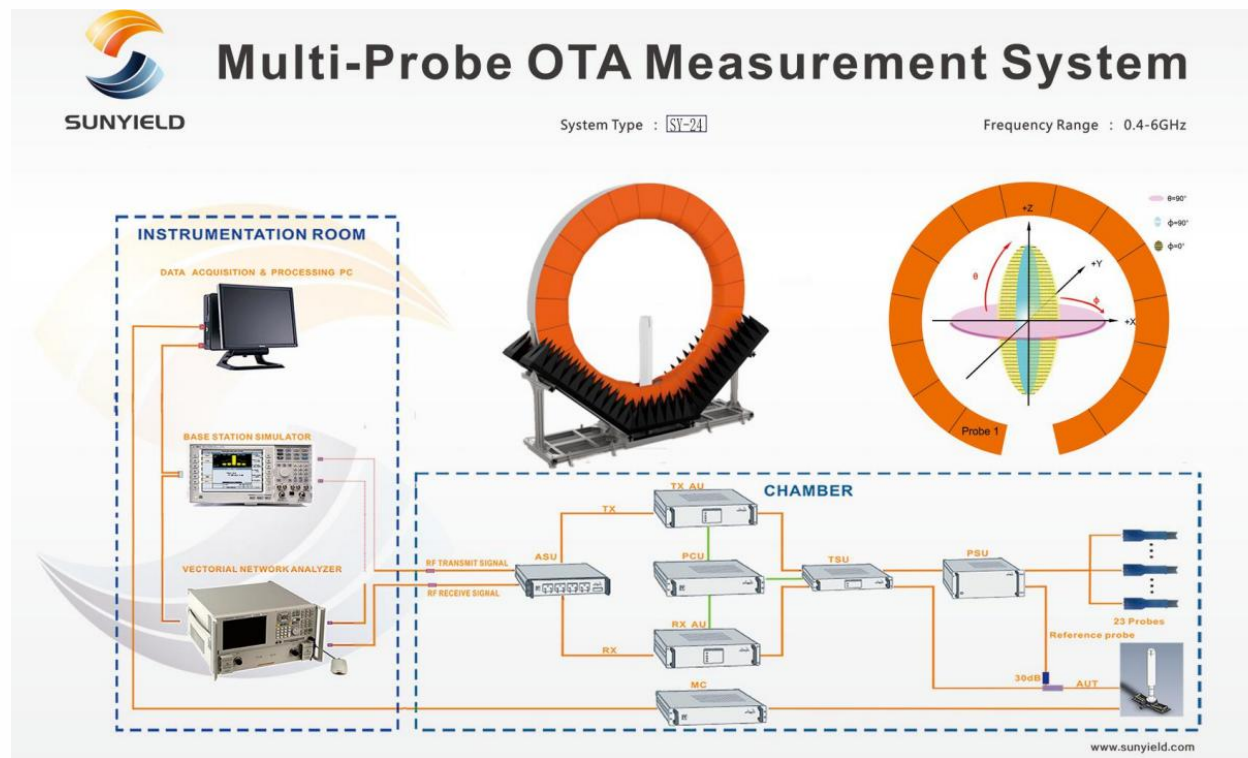 Multi-Probe OTA Measurement System
SUNYIELD
System Type : SY-24
Frequency Range : 0.4-6GHz
INSTRUMENTATION ROOM
DATA ACQUISITION & PROCESSING PC
BASE STATION SIMULATOR
VECTORIAL NETWORK ANALYZER
+Z
θ=90°
ϕ=90°
ϕ=0°
θ
+Y
ϕ
+X
Probe 1
CHAMBER
TX AU
TX
RF TRANSMIT SIGNAL
ASU
PCU
TSU
PSU
RF RECEIVE SIGNAL
RX AU
RX
23 Probes
Reference probe
30dB
AUT
MC
www.sunyield.com